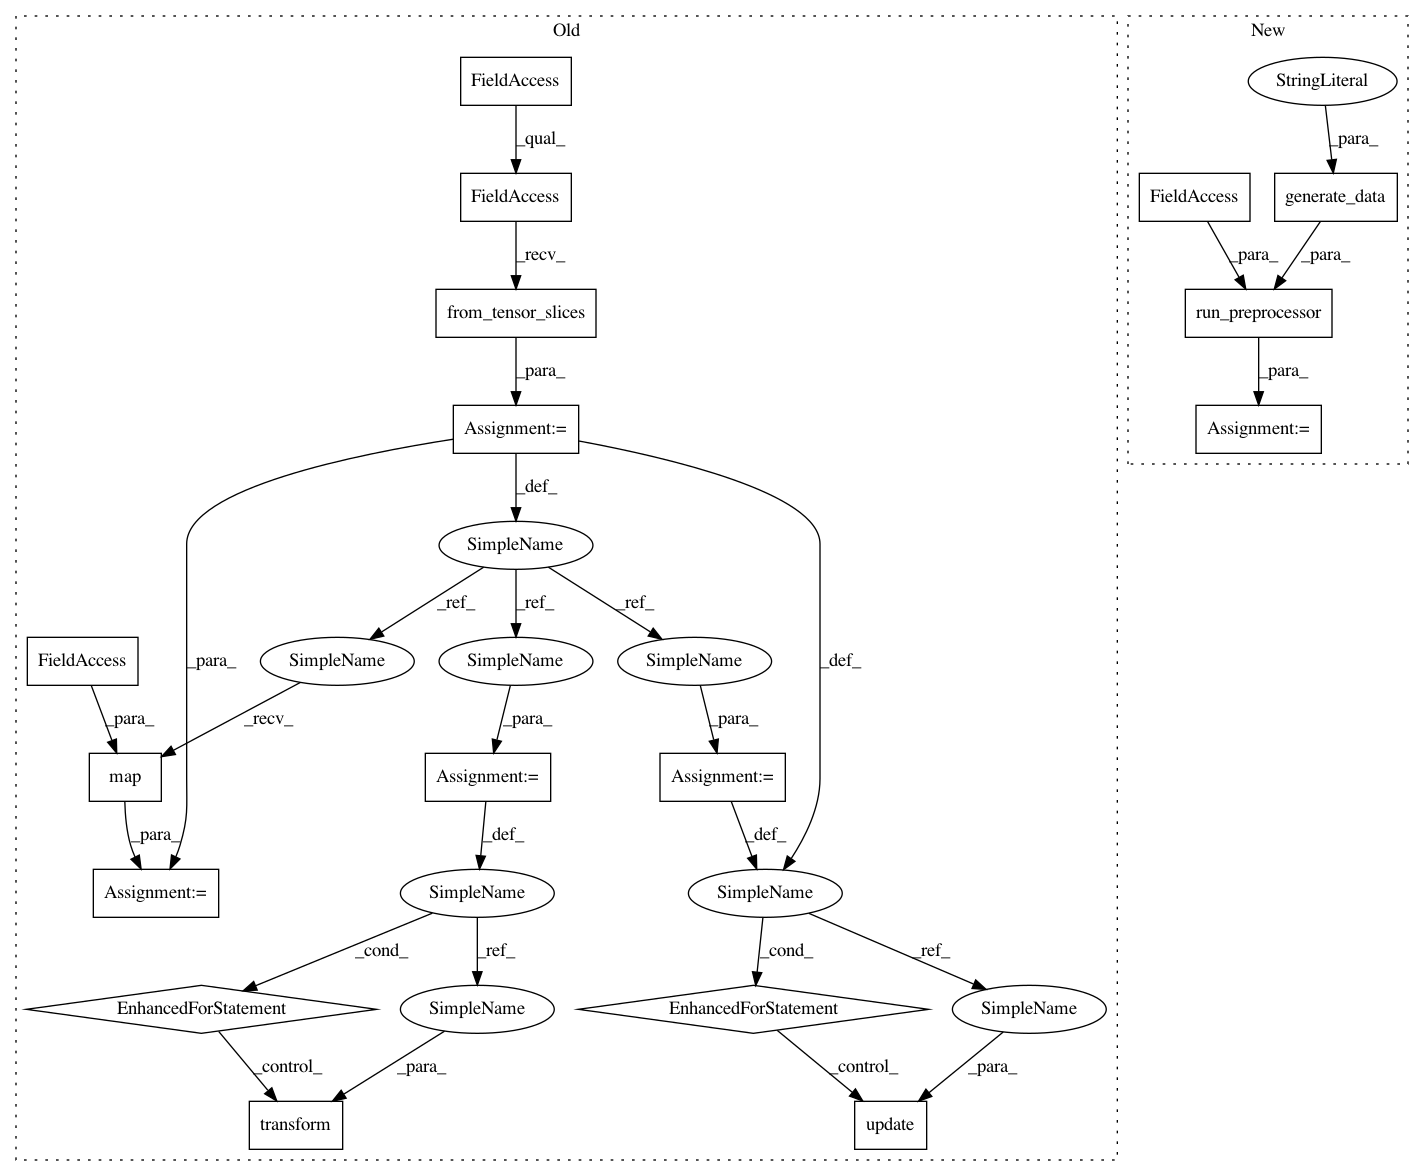 Old
New
FieldAccess
StringLiteral
_qual_
_para_
FieldAccess
FieldAccess
generate_data
_recv_
_para_
_para_
from_tensor_slices
run_preprocessor
_para_
_para_
Assignment:=
Assignment:=
_def_
SimpleName
_ref_
_ref_
_ref_
FieldAccess
SimpleName
SimpleName
SimpleName
_para_
_def_
_para_
_recv_
_para_
_para_
map
Assignment:=
Assignment:=
_para_
_def_
_def_
Assignment:=
SimpleName
SimpleName
_cond_
_ref_
_cond_
_ref_
EnhancedForStatement
SimpleName
EnhancedForStatement
SimpleName
_control_
_para_
_control_
_para_
transform
update